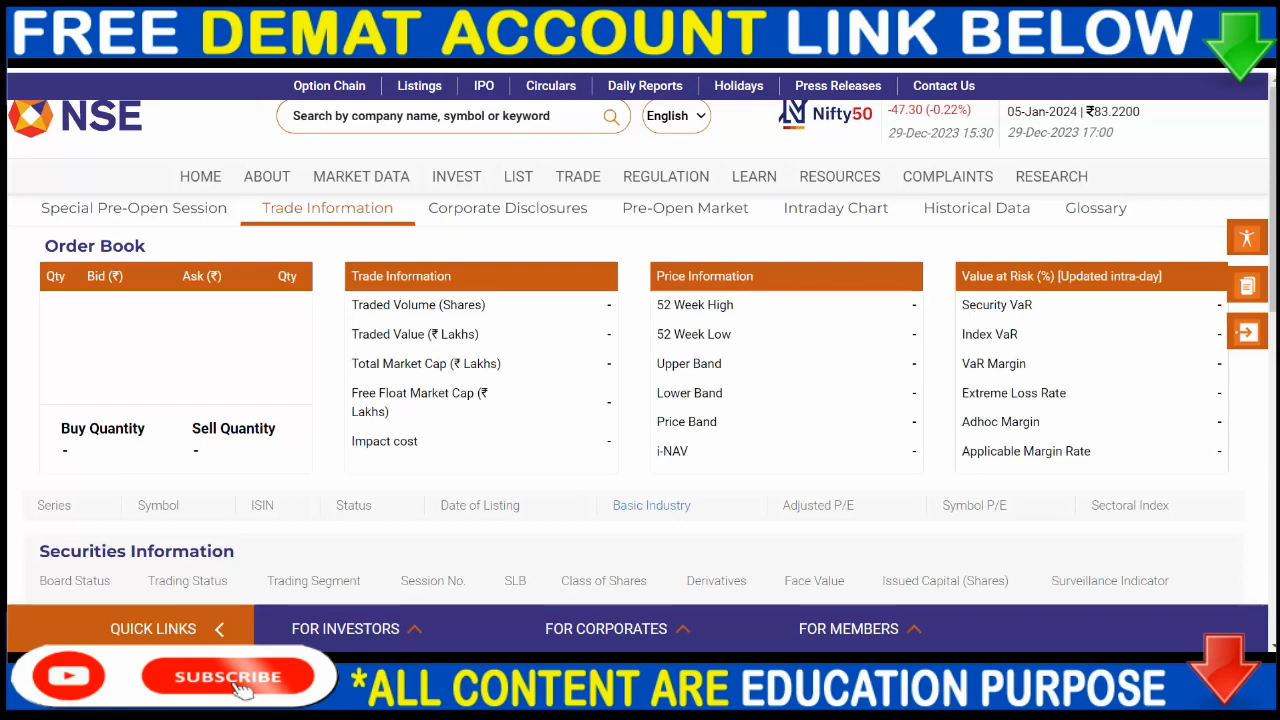 FREE DEMAT ACCOUNT LINK BELOW
Option Chain Listings IPO Circulars Daily Reports Holidays Press Releases Contact Us
NSE
Search by company name, symbol or keyword
English
Nifty50
-47.30 (-0.22%)
29-Dec-2023 15:30
05-Jan-2024 | ₹83.2200
29-Dec-2023 17:00
HOME ABOUT MARKET DATA INVEST LIST TRADE REGULATION LEARN RESOURCES COMPLAINTS RESEARCH
Special Pre-Open Session Trade Information Corporate Disclosures Pre-Open Market Intraday Chart Historical Data Glossary
Order Book
Qty Bid (₹) Ask (₹) Qty
Buy Quantity Sell Quantity
- -
Trade Information
Traded Volume (Shares) -
Traded Value (₹ Lakhs) -
Total Market Cap (₹ Lakhs) -
Free Float Market Cap (₹
Lakhs) -
Impact cost -
Price Information
52 Week High -
52 Week Low -
Upper Band -
Lower Band -
Price Band -
i-NAV -
Value at Risk (%) [Updated intra-day]
Security VaR -
Index VaR -
VaR Margin -
Extreme Loss Rate -
Adhoc Margin -
Applicable Margin Rate -
Series Symbol ISIN Status Date of Listing Basic Industry Adjusted P/E Symbol P/E Sectoral Index
Securities Information
Board Status Trading Status Trading Segment Session No. SLB Class of Shares Derivatives Face Value Issued Capital (Shares) Surveillance Indicator
QUICK LINKS FOR INVESTORS FOR CORPORATES FOR MEMBERS
SUBSCRIBE
*ALL CONTENT ARE EDUCATION PURPOSE